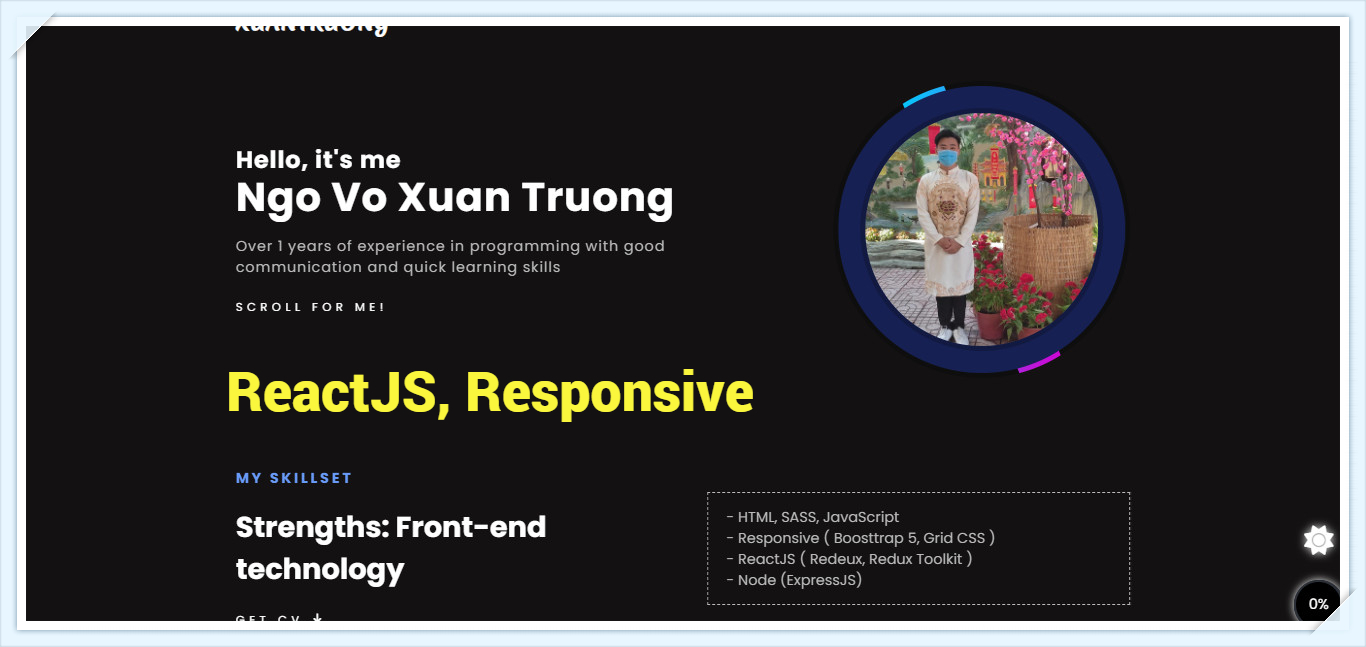 XuANTRuONg
Hello, it's me
Ngo Vo Xuan Truong
Over 1 years of experience in programming with good
communication and quick learning skills
SCROLL FOR ME!
ReactJS, Responsive
MY SKILLSET
Strengths: Front-end
technology
GET CV
- HTML, SASS, JavaScript
- Responsive ( Boosttrap 5, Grid CSS )
- ReactJS ( Redeux, Redux Toolkit )
- Node (ExpressJS)
0%